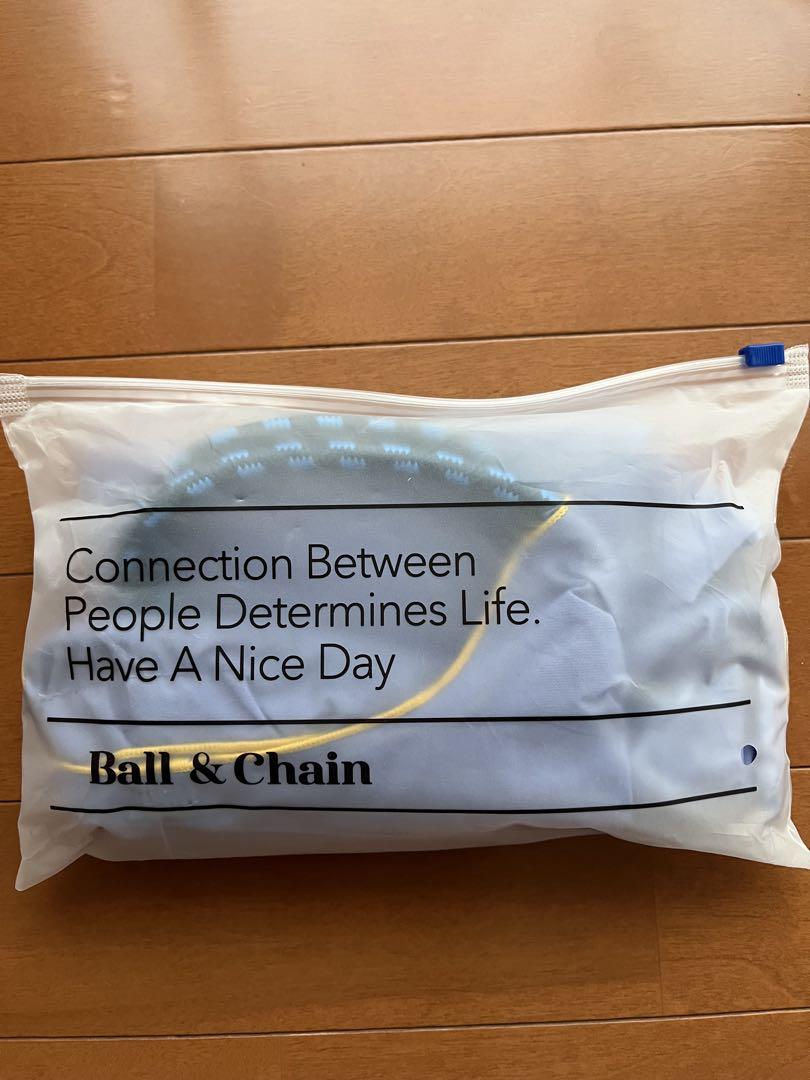 Connection Between
People Determines Life.
Have A Nice Day
Ball & Chain